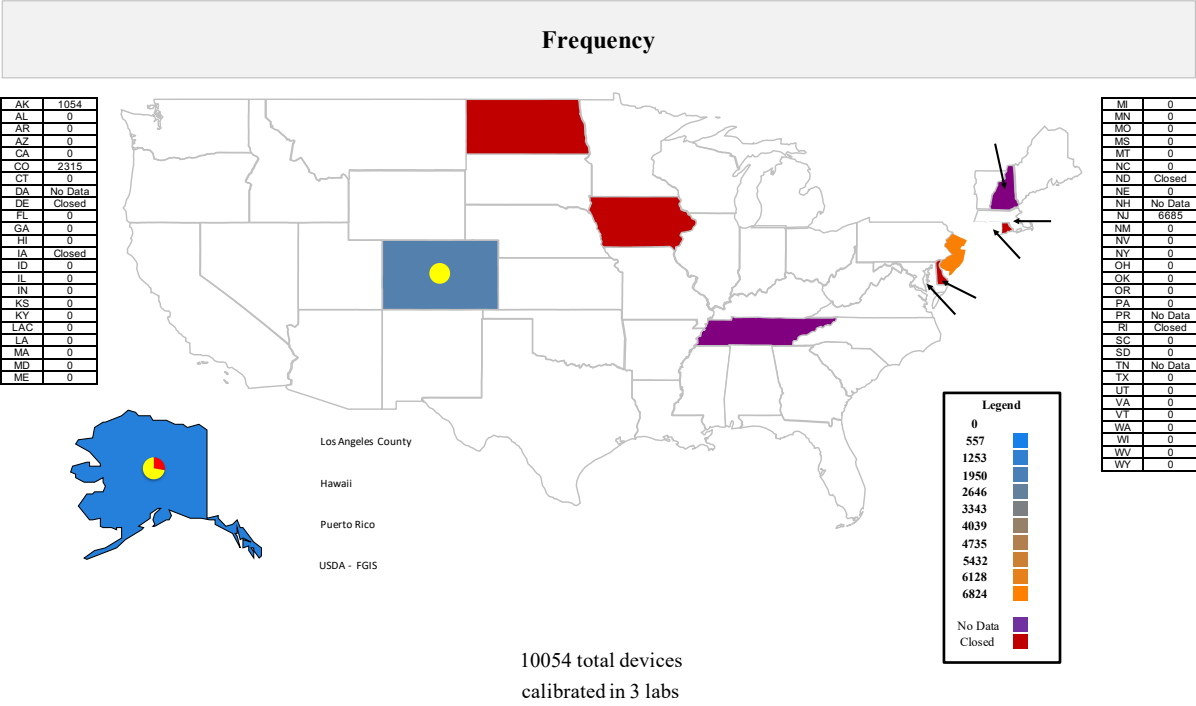 Frequency
AK 1054
AL 0
AR 0
AZ 0
CA 0
CO 2315
CT 0
DA No Data
DE Closed
FL 0
GA 0
HI 0
IA Closed
ID 0
IL 0
IN 0
KS 0
KY 0
LAC 0
LA 0
MA 0
MD 0
ME 0
MI 0
MN 0
MO 0
MS 0
MT 0
NC 0
ND Closed
NE 0
NH No Data
NJ 6685
NM 0
NV 0
NY 0
OH 0
OK 0
OR 0
PA 0
PR No Data
RI Closed
SC 0
SD 0
TN No Data
TX 0
UT 0
VA 0
VT 0
WA 0
WI 0
WV 0
WY 0
Los Angeles County
Hawaii
Puerto Rico
USDA - FGIS
Legend
0
557
1253
1950
2646
3343
4039
4735
5432
6128
6824
No Data
Closed
10054 total devices
calibrated in 3 labs